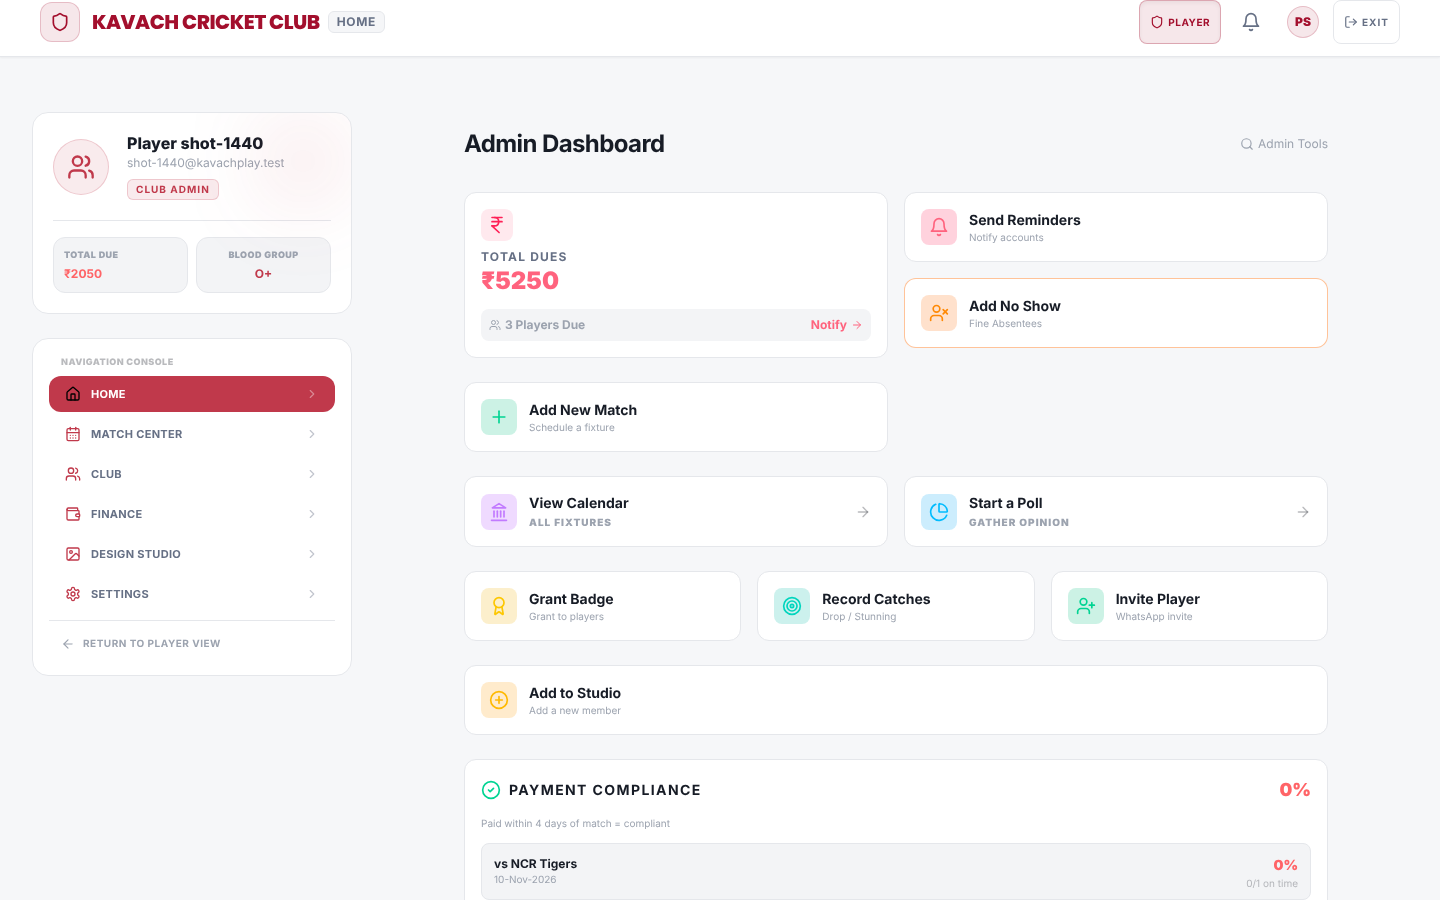 KAVACH CRICKET CLUB HOME
PLAYER
PS
EXIT
Player shot-1440
shot-1440@kavachplay.test
CLUB ADMIN
TOTAL DUE
₹2050
BLOOD GROUP
O+
NAVIGATION CONSOLE
HOME
MATCH CENTER
CLUB
FINANCE
DESIGN STUDIO
SETTINGS
RETURN TO PLAYER VIEW
Admin Dashboard
Admin Tools
₹
TOTAL DUES
₹5250
3 Players Due
Notify
Send Reminders
Notify accounts
Add No Show
Fine Absentees
Add New Match
Schedule a fixture
View Calendar
ALL FIXTURES
Start a Poll
GATHER OPINION
Grant Badge
Grant to players
Record Catches
Drop / Stunning
Invite Player
WhatsApp invite
Add to Studio
Add a new member
PAYMENT COMPLIANCE
0%
Paid within 4 days of match = compliant
vs NCR Tigers
10-Nov-2026
0%
0/1 on time